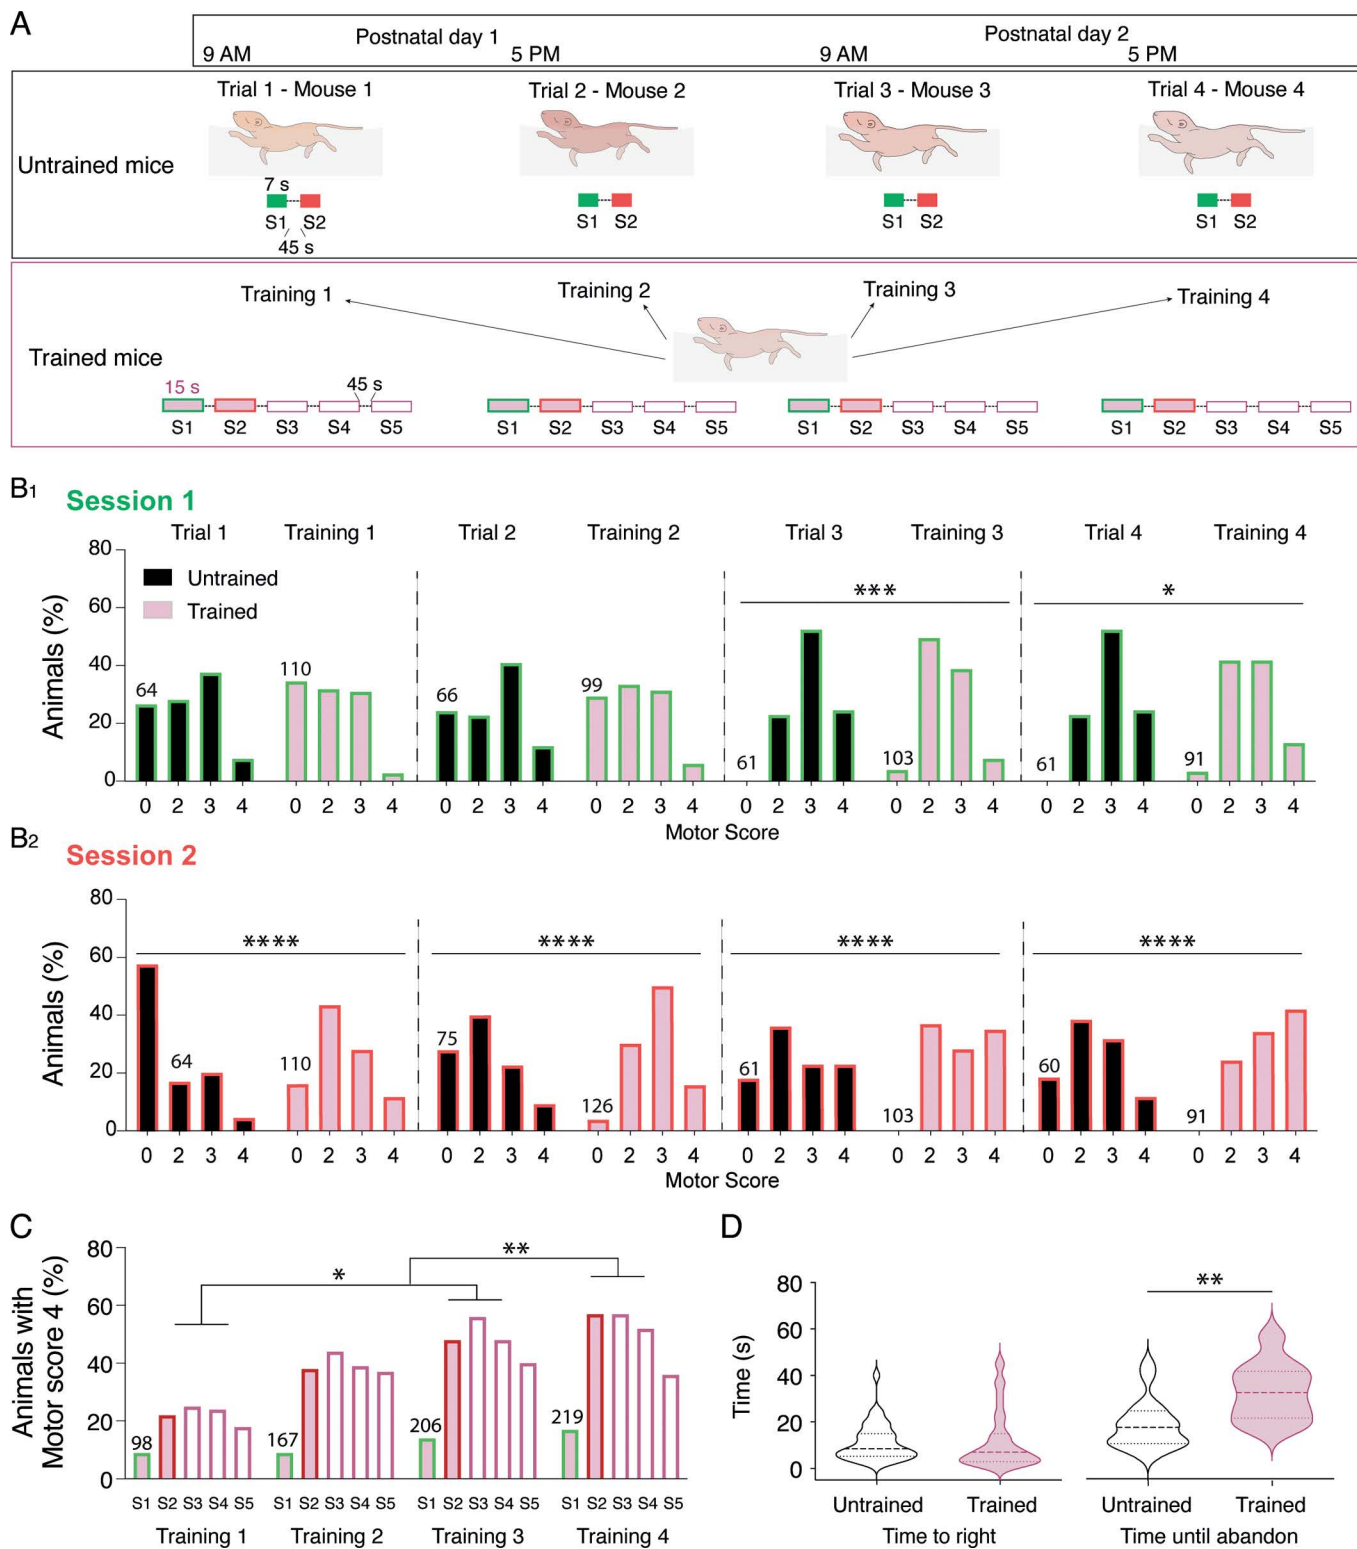 A
Postnatal day 1
Postnatal day 2
9 AM
5 PM
9 AM
5 PM
Trial 1 - Mouse 1
Trial 2 - Mouse 2
Trial 3 - Mouse 3
Trial 4 - Mouse 4
Untrained mice
7 s
S1 S2
S1 S2
S1 S2
S1 S2
45 s
Training 1
Training 2
Training 3
Training 4
Trained mice
15 s
45 s
S1 S2 S3 S4 S5
S1 S2 S3 S4 S5
S1 S2 S3 S4 S5
S1 S2 S3 S4 S5
B1
Session 1
Trial 1 Training 1 Trial 2 Training 2 Trial 3 Training 3 Trial 4 Training 4
Untrained
Trained
*** *
Animals (%)
80
60
40
20
0
64 110 66 99 61 103 61 91
0 2 3 4 0 2 3 4 0 2 3 4 0 2 3 4 0 2 3 4 0 2 3 4 0 2 3 4 0 2 3 4
Motor Score
B2
Session 2
**** **** **** ****
Animals (%)
80
60
40
20
0
64 110 75 126 61 103 60 91
0 2 3 4 0 2 3 4 0 2 3 4 0 2 3 4 0 2 3 4 0 2 3 4 0 2 3 4 0 2 3 4
Motor Score
C
Animals with
Motor score 4 (%)
80
60
40
20
0
* **
98 167 206 219
S1 S2 S3 S4 S5 S1 S2 S3 S4 S5 S1 S2 S3 S4 S5 S1 S2 S3 S4 S5
Training 1 Training 2 Training 3 Training 4
D
Time (s)
80
60
40
20
0
**
Untrained Trained Untrained Trained
Time to right Time until abandon